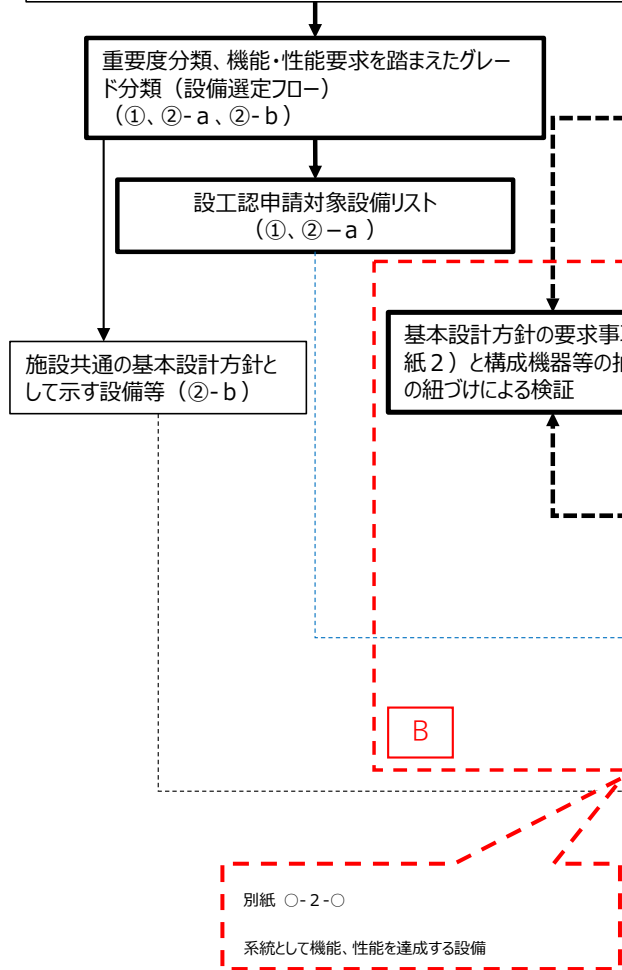 重要度分類、機能・性能要求を踏まえたグレー
ド分類（設備選定フロー）
（①、②-ａ、②-ｂ）
設工認申請対象設備リスト
（①、②－ａ）
基本設計方針の要求事
紙２）と構成機器等の抽
の紐づけによる検証
施設共通の基本設計方針と
して示す設備等（②-ｂ）
B
別紙 ○-２-○
系統として機能、性能を達成する設備